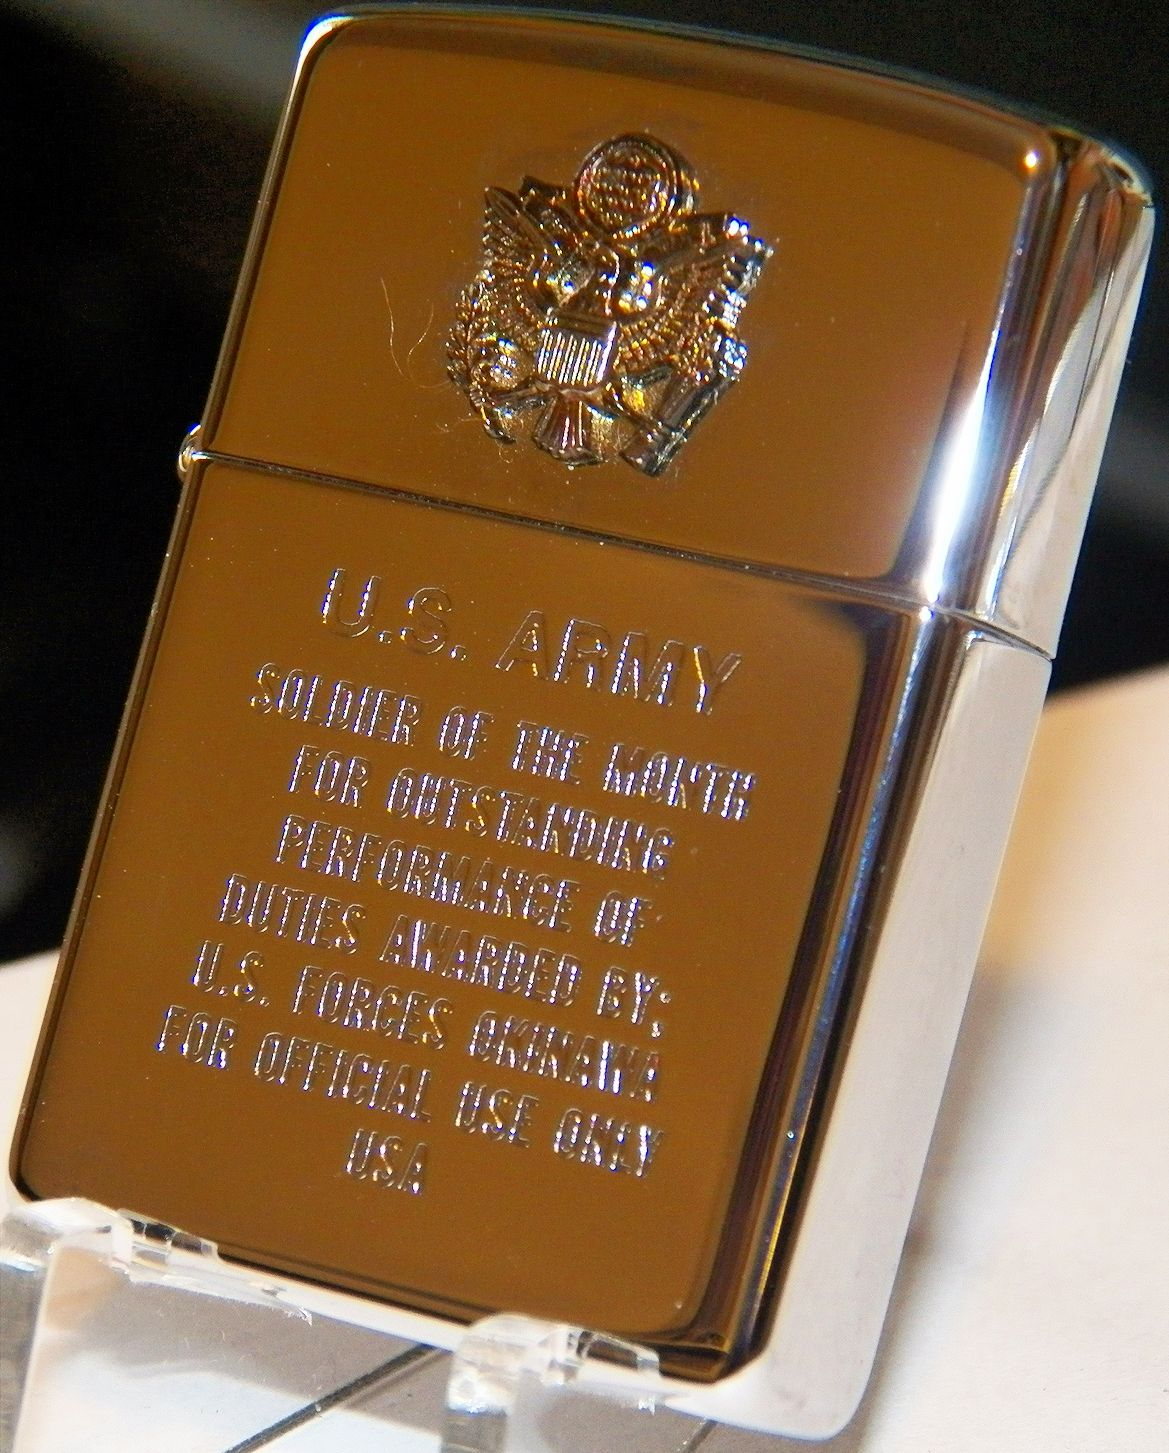 U.S. ARMY
SOLDIER OF THE MONTH
FOR OUTSTANDING
PERFORMANCE OF
DUTIES AWARDED BY;
U.S. FORCES OKINAWA
FOR OFFICIAL USE ONLY
USA